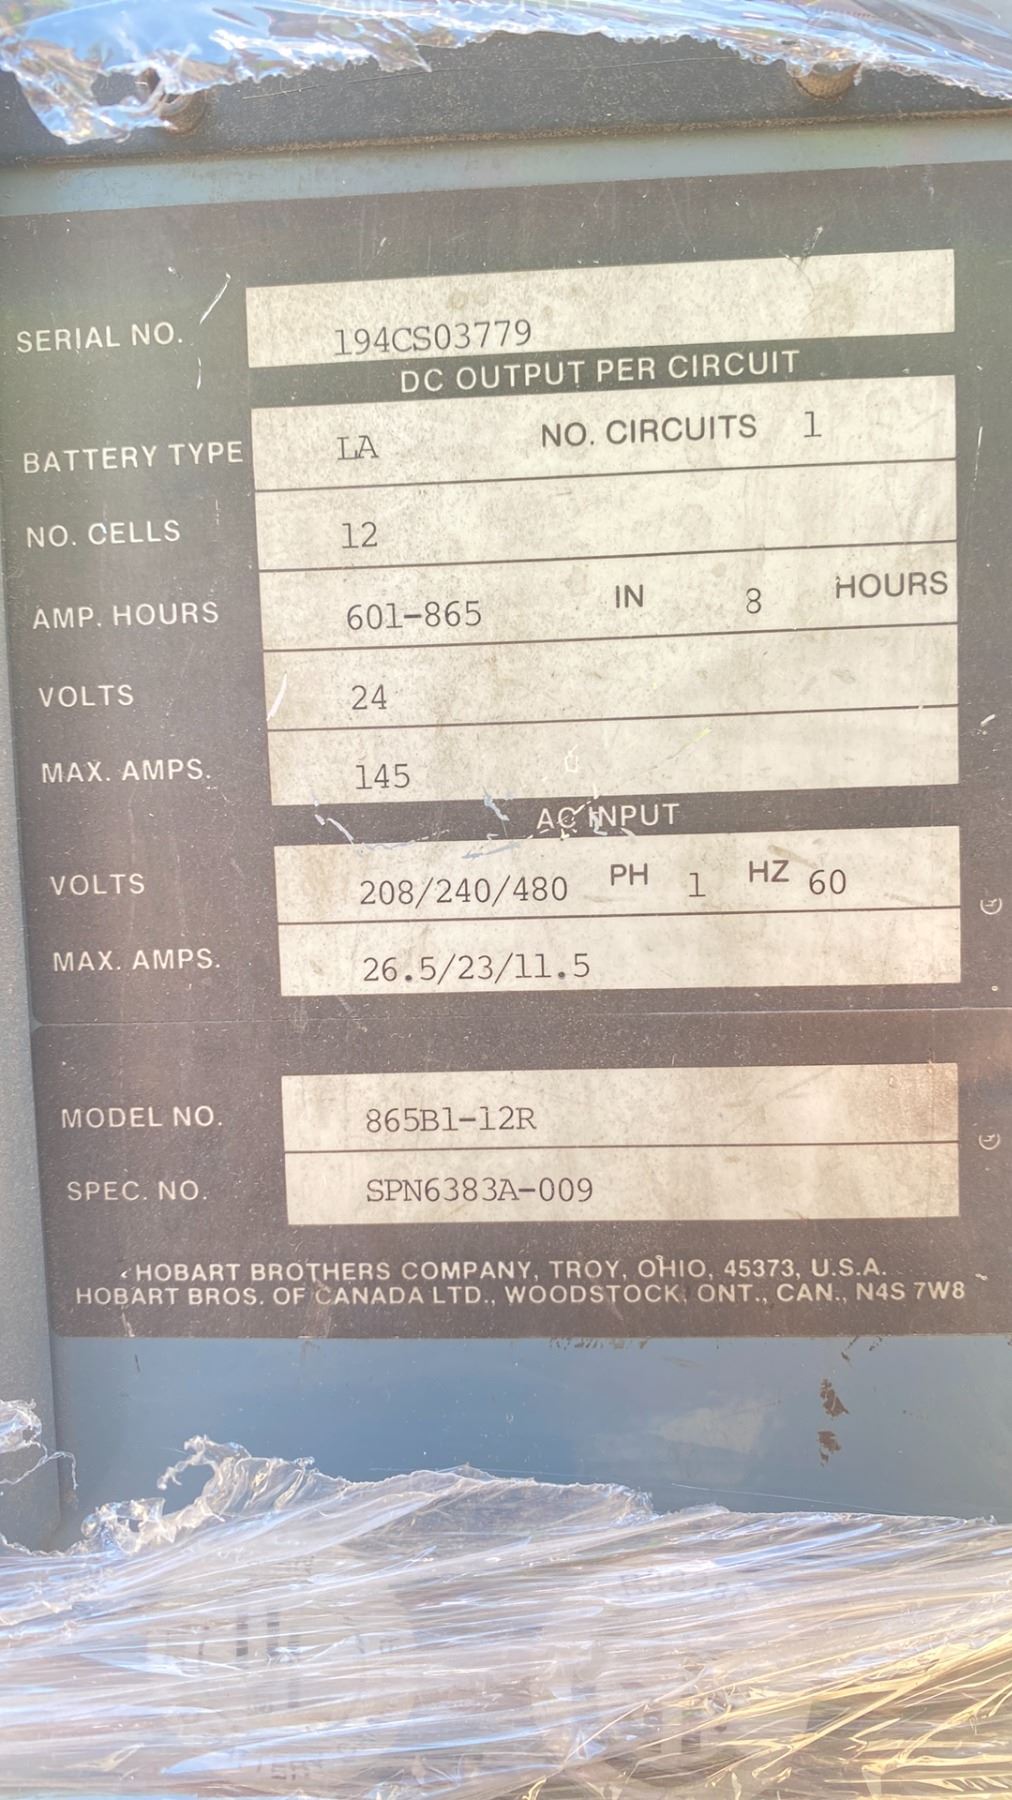 SERIAL NO. 194CS03779
DC OUTPUT PER CIRCUIT
BATTERY TYPE LA NO. CIRCUITS 1
NO. CELLS 12
AMP. HOURS 601-865 IN 8 HOURS
VOLTS 24
MAX. AMPS. 145
AC INPUT
VOLTS 208/240/480 PH 1 HZ 60
MAX. AMPS. 26.5/23/11.5
MODEL NO. 865B1-12R
SPEC. NO. SPN6383A-009
HOBART BROTHERS COMPANY, TROY, OHIO, 45373, U.S.A.
HOBART BROS. OF CANADA LTD., WOODSTOCK, ONT., CAN., N4S 7W8